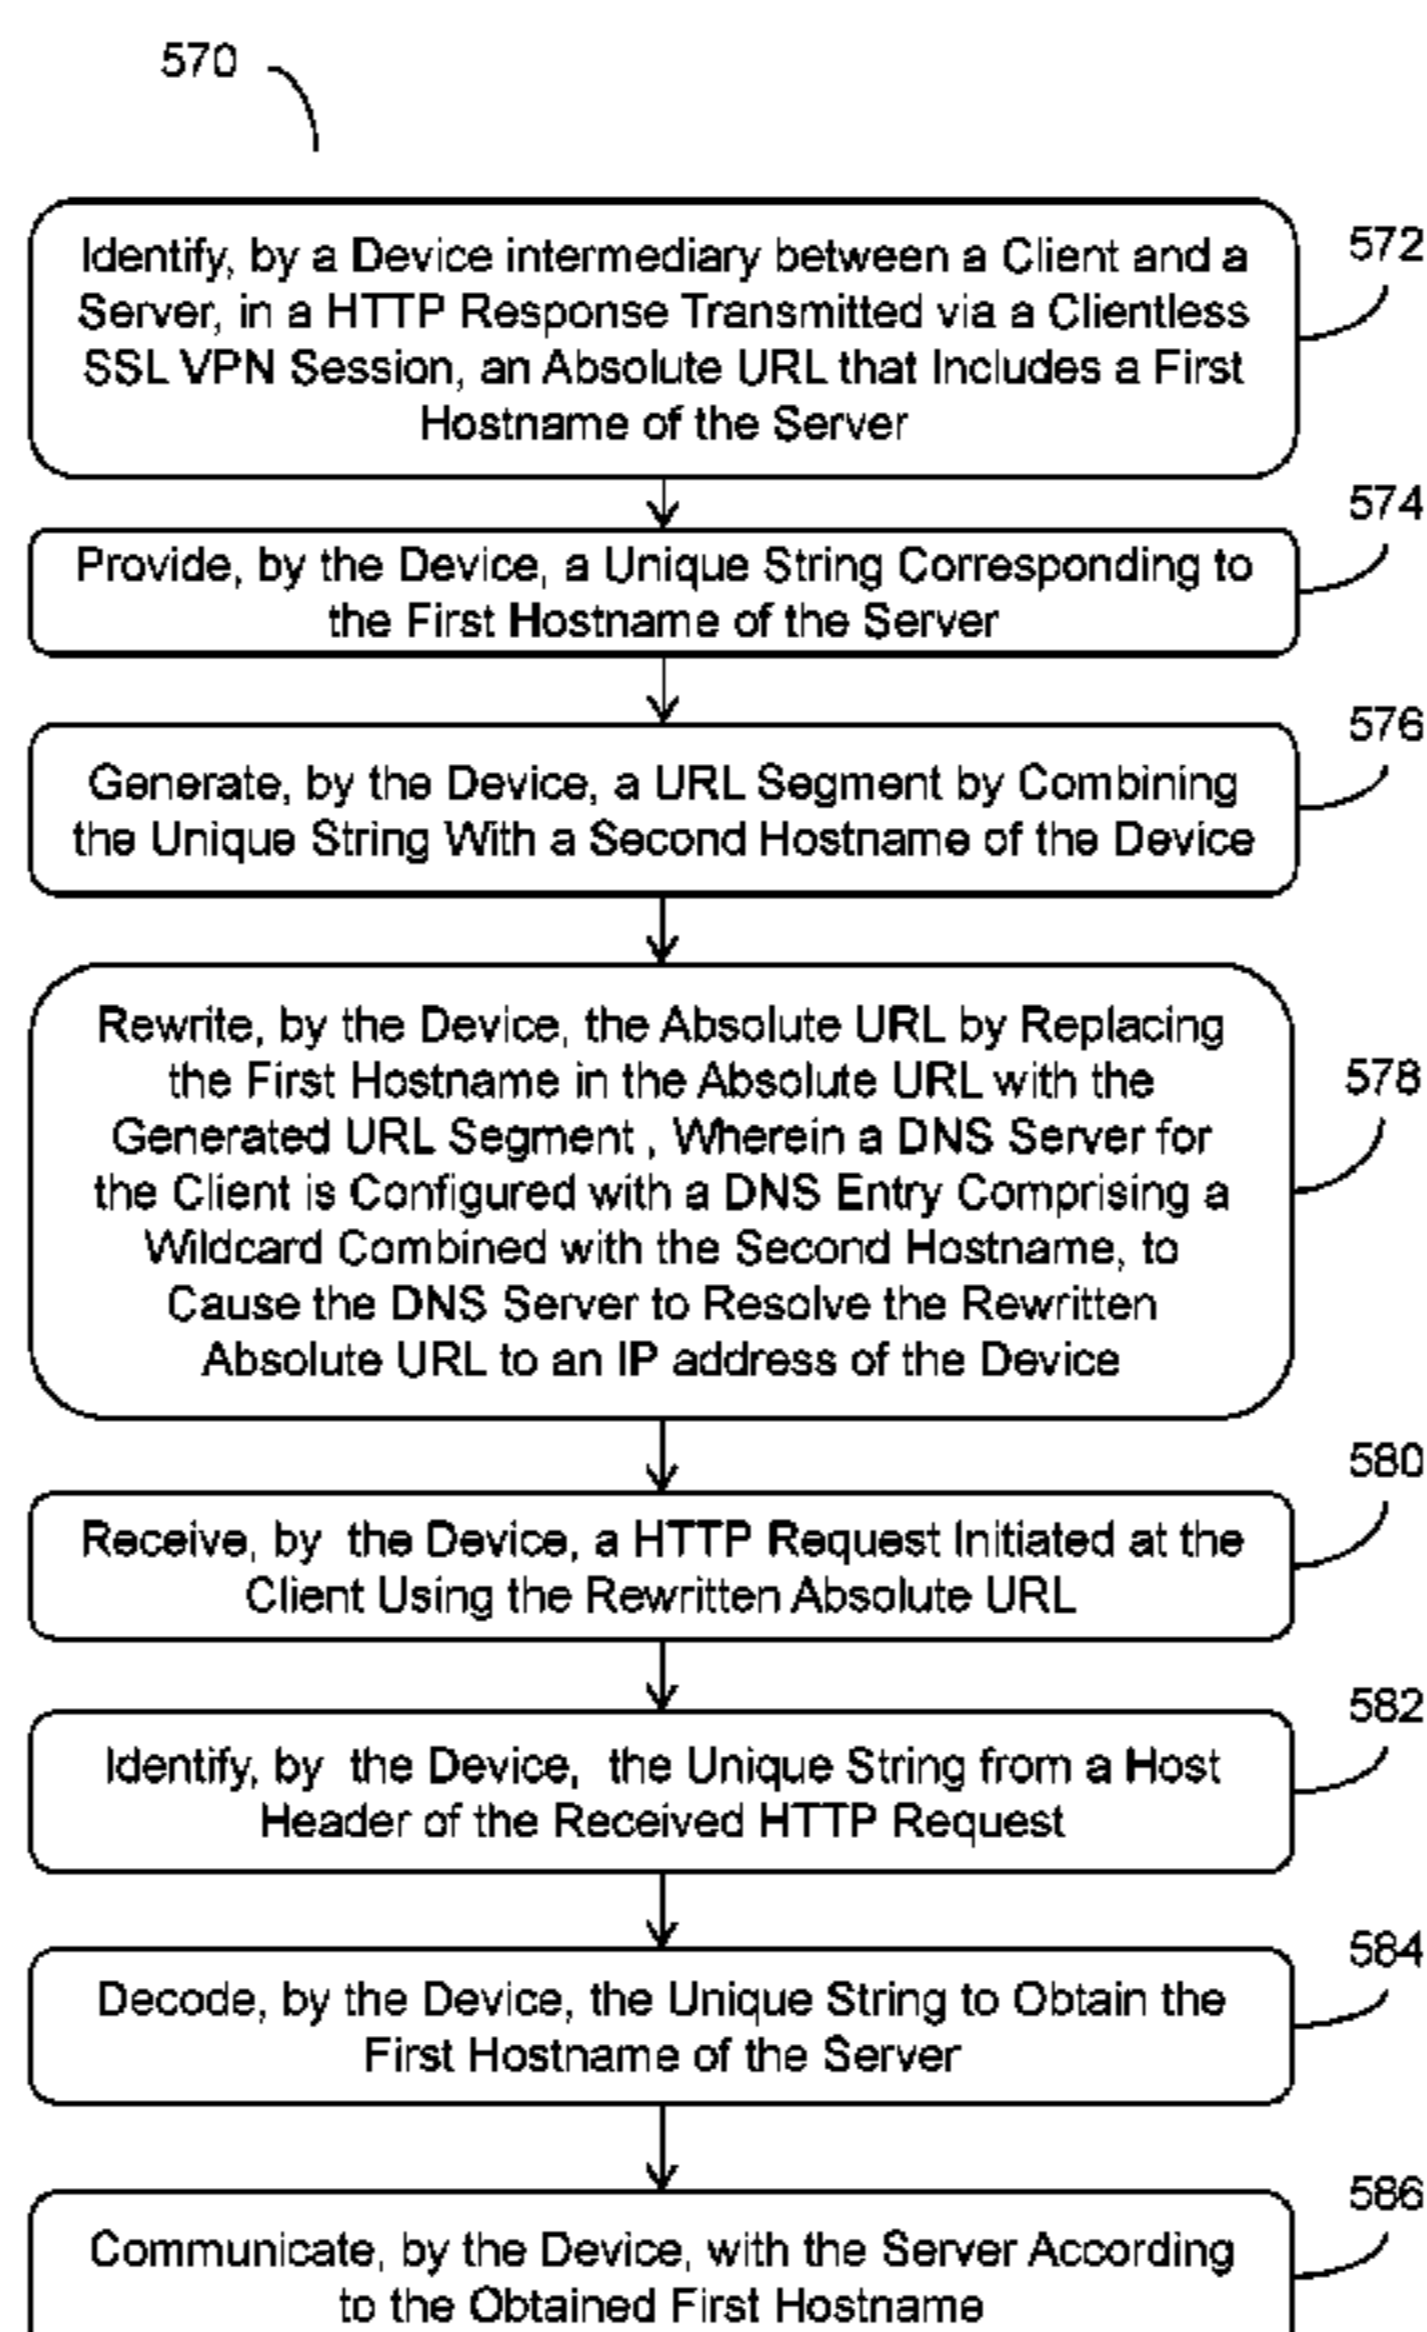 570
Identify, by a Device intermediary between a Client and a
Server, in a HTTP Response Transmitted via a Clientless
SSL VPN Session, an Absolute URL that Includes a First
Hostname of the Server
572
Provide, by the Device, a Unique String Corresponding to
the First Hostname of the Server
574
Generate, by the Device, a URL Segment by Combining
the Unique String With a Second Hostname of the Device
576
Rewrite, by the Device, the Absolute URL by Replacing
the First Hostname in the Absolute URL with the
Generated URL Segment , Wherein a DNS Server for
the Client is Configured with a DNS Entry Comprising a
Wildcard Combined with the Second Hostname, to
Cause the DNS Server to Resolve the Rewritten
Absolute URL to an IP address of the Device
578
Receive, by the Device, a HTTP Request Initiated at the
Client Using the Rewritten Absolute URL
580
Identify, by the Device, the Unique String from a Host
Header of the Received HTTP Request
582
Decode, by the Device, the Unique String to Obtain the
First Hostname of the Server
584
Communicate, by the Device, with the Server According
to the Obtained First Hostname
586